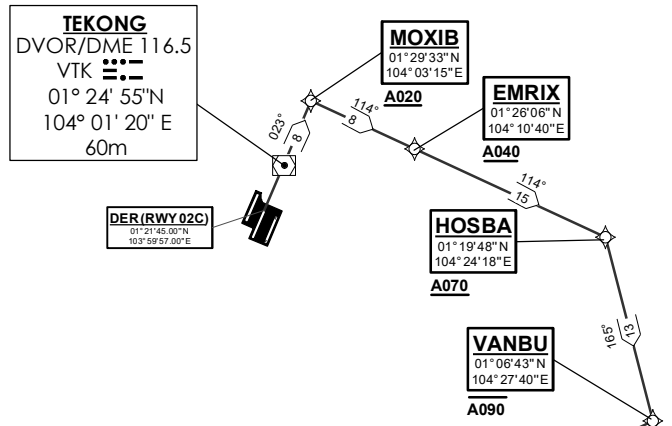 TEKONG
DVOR/DME 116.5
VTK
01° 24' 55"N
104° 01' 20" E
60m
MOXIB
01°29'33"N
104°03'15"E
A020
EMRIX
01°26'06"N
104°10'40"E
A040
023°
8
114°
8
DER(RWY 02C)
01°21'45.00"N
103°59'57.00"E
114°
15
HOSBA
01°19'48"N
104°24'18"E
A070
165°
13
VANBU
01°06'43"N
104°27'40"E
A090